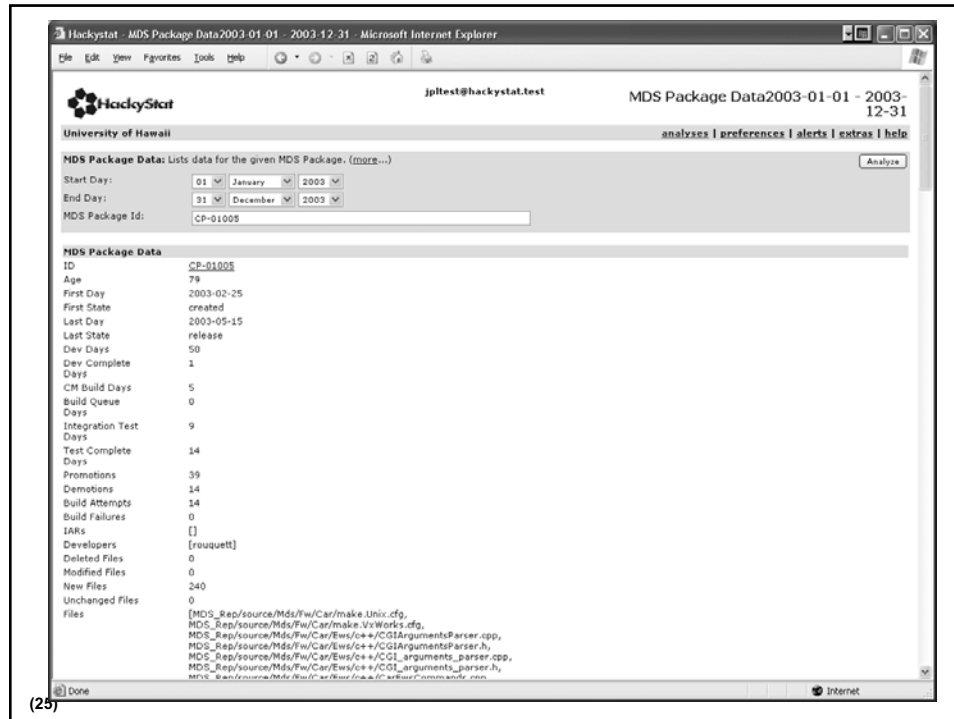 Hackystat - MDS Package Data2003-01-01 - 2003-12-31 - Microsoft Internet Explorer
File Edit View Favorites Tools Help
HackyStat
jpltest@hackystat.test
MDS Package Data2003-01-01 - 2003-
12-31
University of Hawaii
analyses | preferences | alerts | extras | help
MDS Package Data: Lists data for the given MDS Package. (more...)
Analyze
Start Day: 01 January 2003
End Day: 31 December 2003
MDS Package Id: CP-01005
MDS Package Data
ID CP-01005
Age 79
First Day 2003-02-25
First State created
Last Day 2003-05-15
Last State release
Dev Days 50
Dev Complete 1
Days
CM Build Days 5
Build Queue 0
Days
Integration Test 9
Days
Test Complete 14
Days
Promotions 39
Demotions 14
Build Attempts 14
Build Failures 0
IARs []
Developers [rouquett]
Deleted Files 0
Modified Files 0
New Files 240
Unchanged Files 0
Files [MDS_Rep/source/Mds/Fw/Car/make.Unix.cfg,
MDS_Rep/source/Mds/Fw/Car/make.VxWorks.cfg,
MDS_Rep/source/Mds/Fw/Car/Ews/c++/CGIArgumentsParser.cpp,
MDS_Rep/source/Mds/Fw/Car/Ews/c++/CGIArgumentsParser.h,
MDS_Rep/source/Mds/Fw/Car/Ews/c++/CGI_arguments_parser.cpp,
MDS_Rep/source/Mds/Fw/Car/Ews/c++/CGI_arguments_parser.h,
MDS_Rep/source/Mds/Fw/Car/Ews/c++/CarEwsCommands.cpp
Done
Internet
(25)